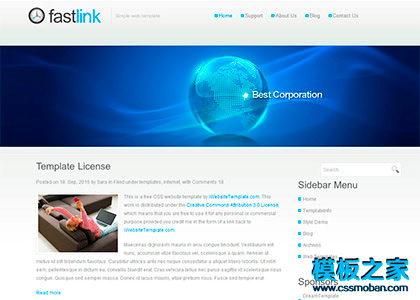 fastlink
Simple web template
Home
Support
About Us
Blog
Contact Us
Best Corporation
Template License
Posted on 18. Sep, 2010 by Sara in Filed under templates, internet, with Comments 18
This is a free CSS website template by iWebsiteTemplate.com. This
work is distributed under the Creative Commons Attribution 3.0 License,
which means that you are free to use it for any personal or commercial
purpose provided you credit me in the form of a link back to
iWebsiteTemplate.com.
Maecenas dignissim mauris in arcu congue tincidunt. Vestibulum elit
nunc, accumsan vitae faucibus vel, scelerisque a quam. Aenean at
metus id elit bibendum faucibus. Curabitur ultrices ante nec neque consectetur a aliquet libero lobortis. Ut nibh
sem, pellentesque in dictum eu, convallis blandit erat. Cras vehicula tellus nec purus sagittis id scelerisque risus
congue. Quisque sed semper massa. Donec id lacus mauris, vitae pretium risus. Fusce sed tempor erat.
Read More
Search...
Sidebar Menu
Home
TemplateInfo
Style Demo
Blog
Archives
Sponsors
DreamTemplate
模板之家
www.cssmoban.com